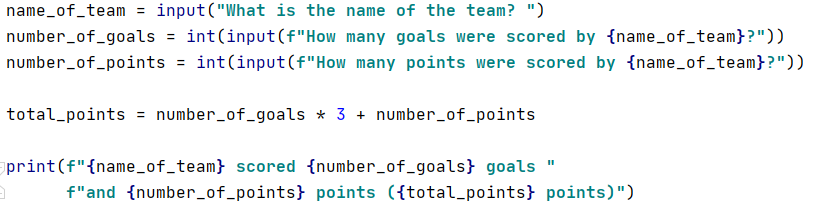 name_of_team = input("What is the name of the team? ")
number_of_goals = int(input(f"How many goals were scored by {name_of_team}?"))
number_of_points = int(input(f"How many points were scored by {name_of_team}?"))

total_points = number_of_goals * 3 + number_of_points

print(f"{name_of_team} scored {number_of_goals} goals "
      f"and {number_of_points} points ({total_points} points)")